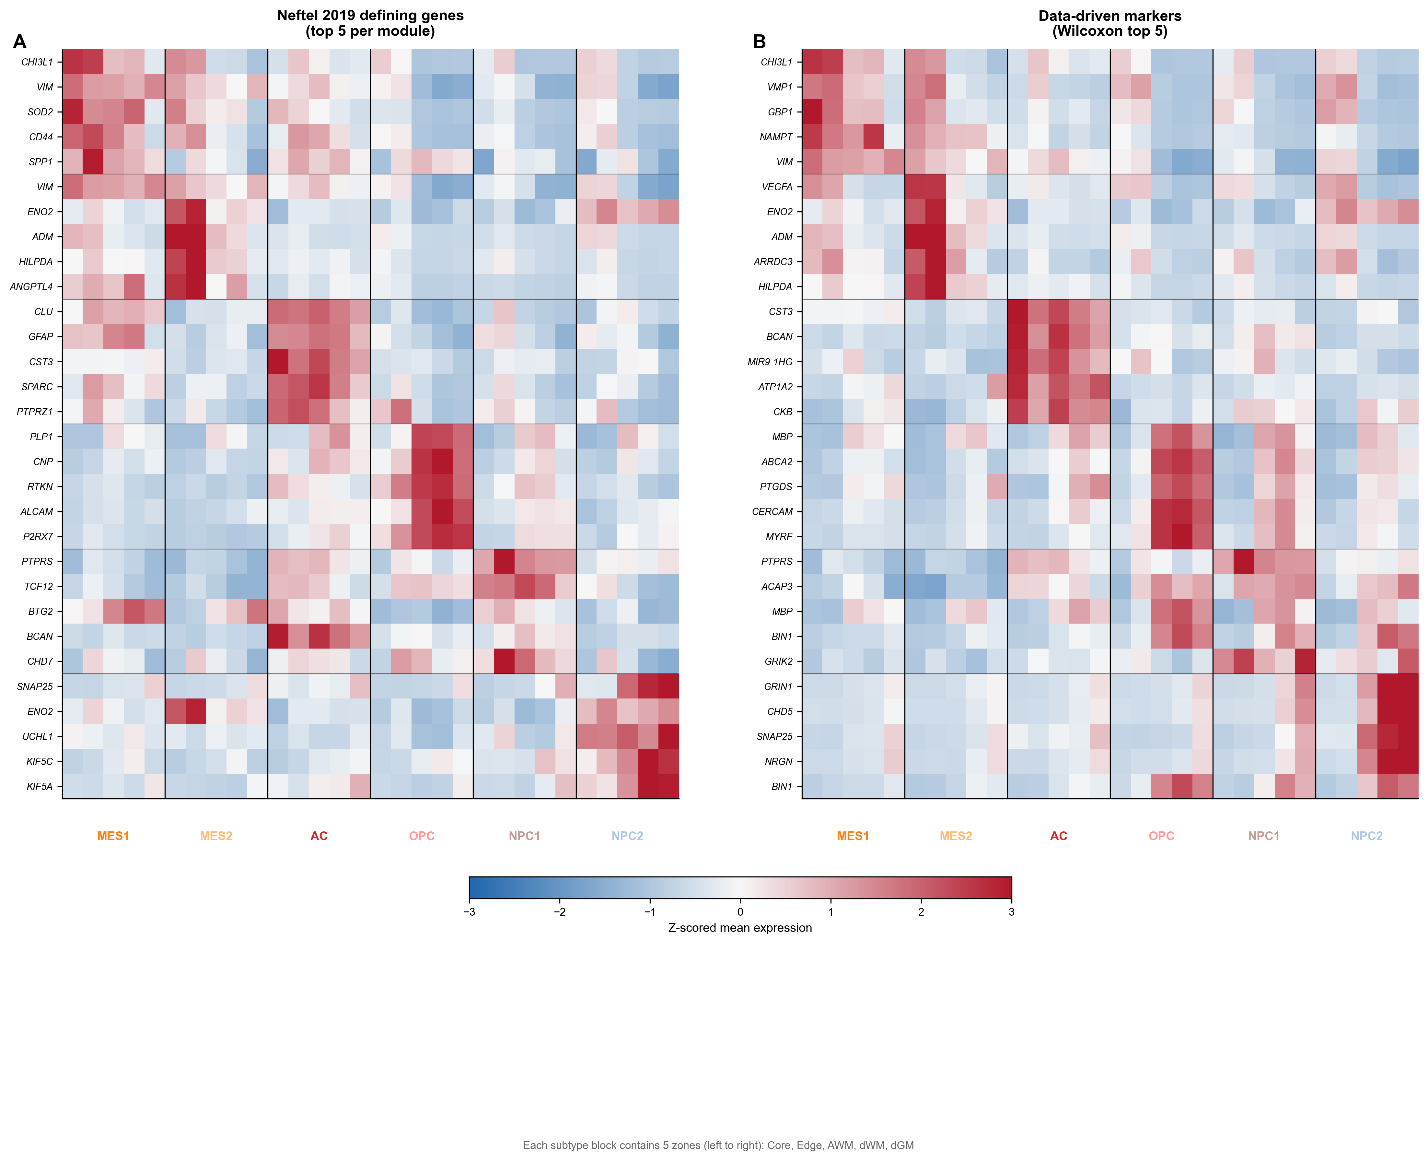 A
Neftel 2019 defining genes
(top 5 per module)
CHI3L1
VIM
SOD2
CD44
SPP1
VIM
ENO2
ADM
HILPDA
ANGPTL4
CLU
GFAP
CST3
SPARC
PTPRZ1
PLP1
CNP
RTKN
ALCAM
P2RX7
PTPRS
TCF12
BTG2
BCAN
CHD7
SNAP25
ENO2
UCHL1
KIF5C
KIF5A
MES1 MES2 AC OPC NPC1 NPC2
B
Data-driven markers
(Wilcoxon top 5)
CHI3L1
VMP1
GBP1
NAMPT
VIM
VEGFA
ENO2
ADM
ARRDC3
HILPDA
CST3
BCAN
MIR9 1HG
ATP1A2
CKB
MBP
ABCA2
PTGDS
CERCAM
MYRF
PTPRS
ACAP3
MBP
BIN1
GRIK2
GRIN1
CHD5
SNAP25
NRGN
BIN1
MES1 MES2 AC OPC NPC1 NPC2
−3 −2 −1 0 1 2 3
Z-scored mean expression
Each subtype block contains 5 zones (left to right): Core, Edge, AWM, dWM, dGM